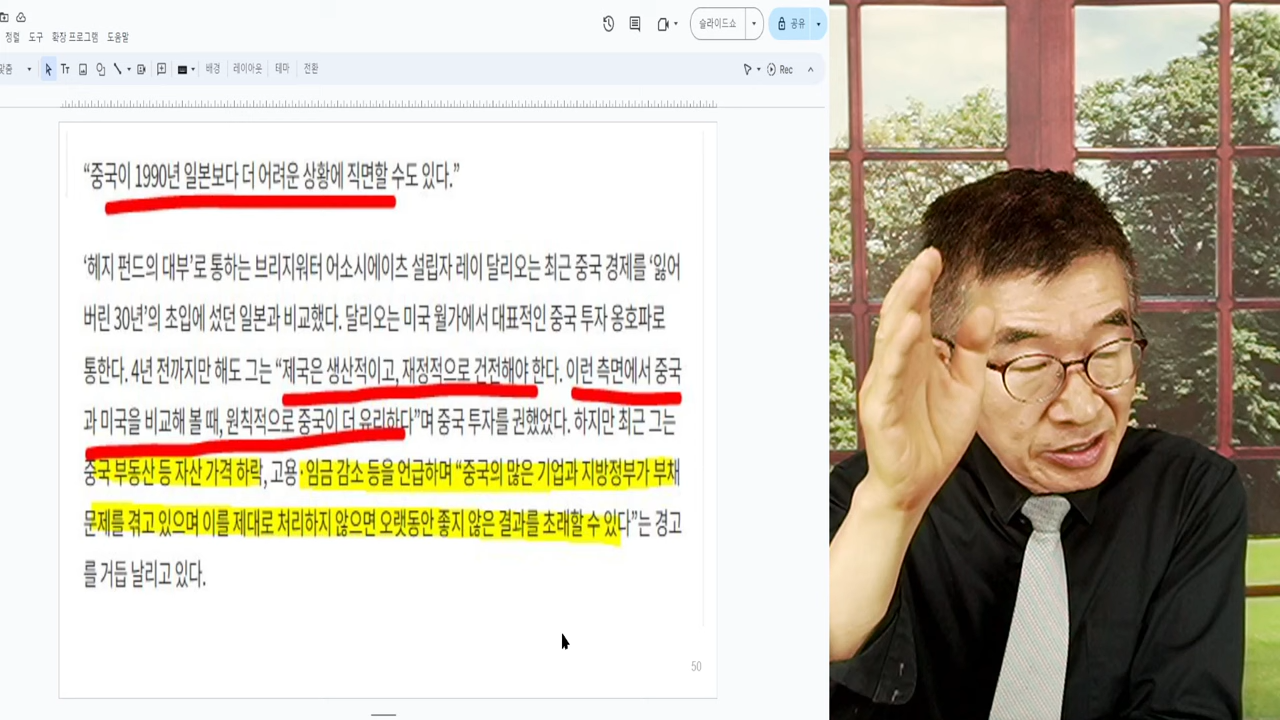 정렬 도구 확장 프로그램 도움말
슬라이드쇼
공유
맞춤
배경 레이아웃 테마 전환
Rec
“중국이 1990년 일본보다 더 어려운 상황에 직면할 수도 있다.”
‘헤지 펀드의 대부’로 통하는 브리지워터 어소시에이츠 설립자 레이 달리오는 최근 중국 경제를 ‘잃어
버린 30년’의 초입에 섰던 일본과 비교했다. 달리오는 미국 월가에서 대표적인 중국 투자 옹호파로
통한다. 4년 전까지만 해도 그는 “제국은 생산적이고, 재정적으로 건전해야 한다. 이런 측면에서 중국
과 미국을 비교해 볼 때, 원칙적으로 중국이 더 유리하다”며 중국 투자를 권했었다. 하지만 최근 그는
중국 부동산 등 자산 가격 하락, 고용·임금 감소 등을 언급하며 “중국의 많은 기업과 지방정부가 부채
문제를 겪고 있으며 이를 제대로 처리하지 않으면 오랫동안 좋지 않은 결과를 초래할 수 있다”는 경고
를 거듭 날리고 있다.
50